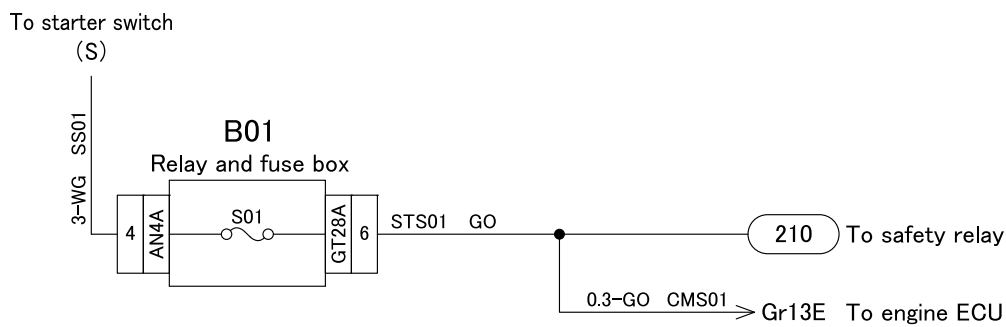 To starter switch
(S)
3-WG SS01
B01
Relay and fuse box
4
AN4A
S01
GT28A
6
STS01 GO
210
To safety relay
0.3-GO CMS01
Gr13E To engine ECU